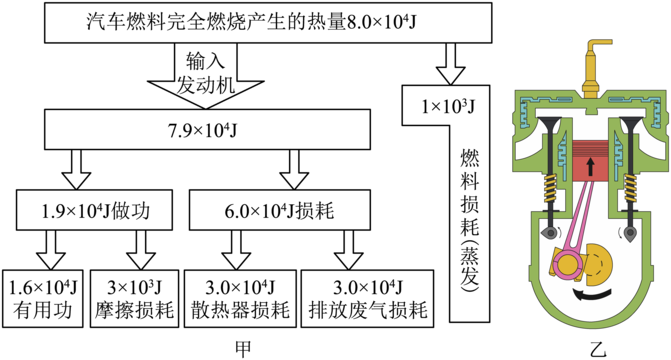 汽车燃料完全燃烧产生的热量8.0×10⁴J
输入
发动机
1×10³J
7.9×10⁴J
燃料损耗(蒸发)
1.9×10⁴J做功
6.0×10⁴J损耗
1.6×10⁴J
有用功
3×10³J
摩擦损耗
3.0×10⁴J
散热器损耗
3.0×10⁴J
排放废气损耗
甲
乙